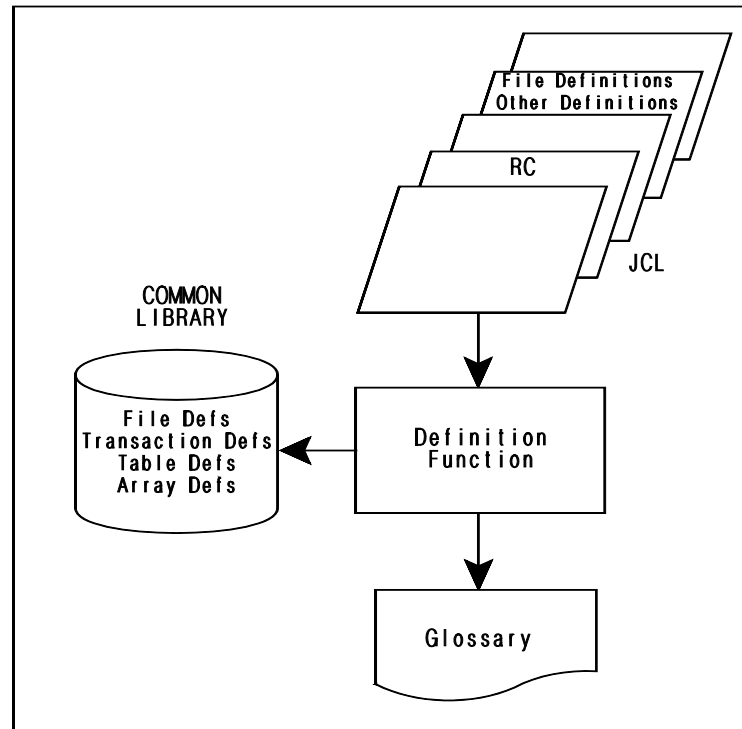 File Definitions
Other Definitions
RC
JCL
COMMON
LIBRARY
File Defs
Transaction Defs
Table Defs
Array Defs
Definition
Function
Glossary